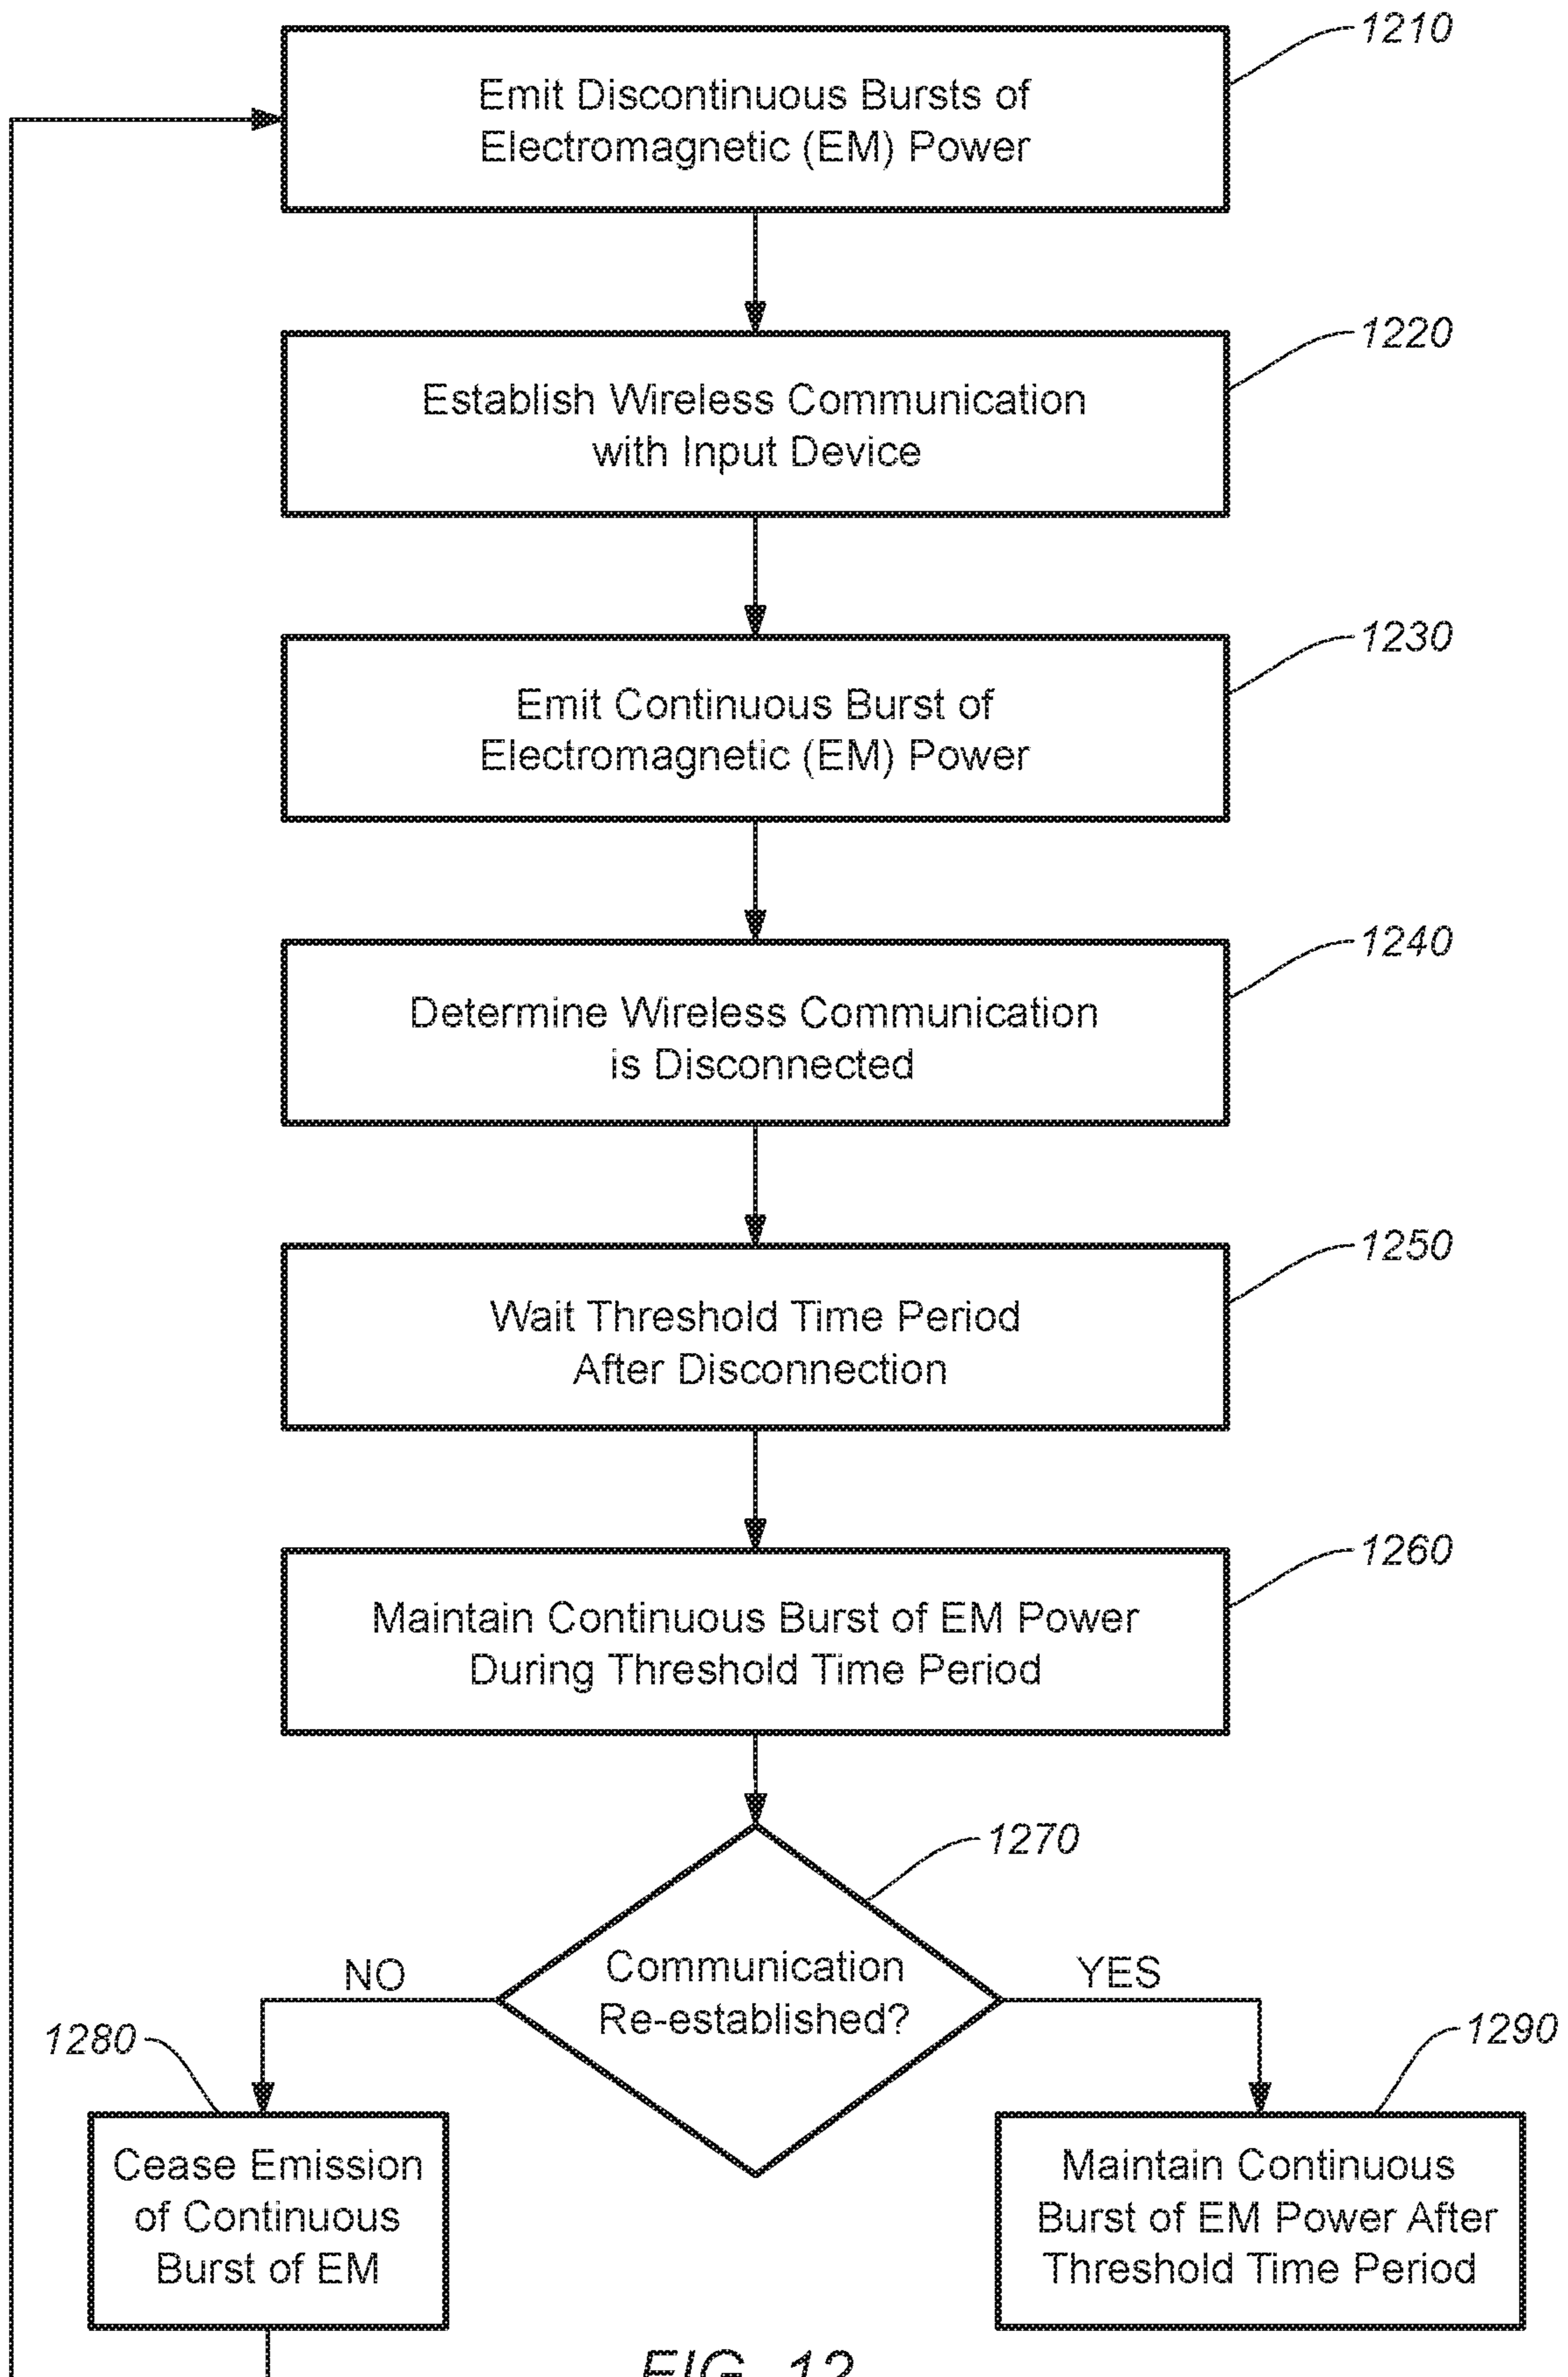 1210
Emit Discontinuous Bursts of
Electromagnetic (EM) Power
1220
Establish Wireless Communication
with Input Device
1230
Emit Continuous Burst of
Electromagnetic (EM) Power
1240
Determine Wireless Communication
is Disconnected
1250
Wait Threshold Time Period
After Disconnection
1260
Maintain Continuous Burst of EM Power
During Threshold Time Period
1270
Communication
Re-established?
NO
YES
1280
1290
Cease Emission
of Continuous
Burst of EM
Maintain Continuous
Burst of EM Power After
Threshold Time Period
FIG. 12